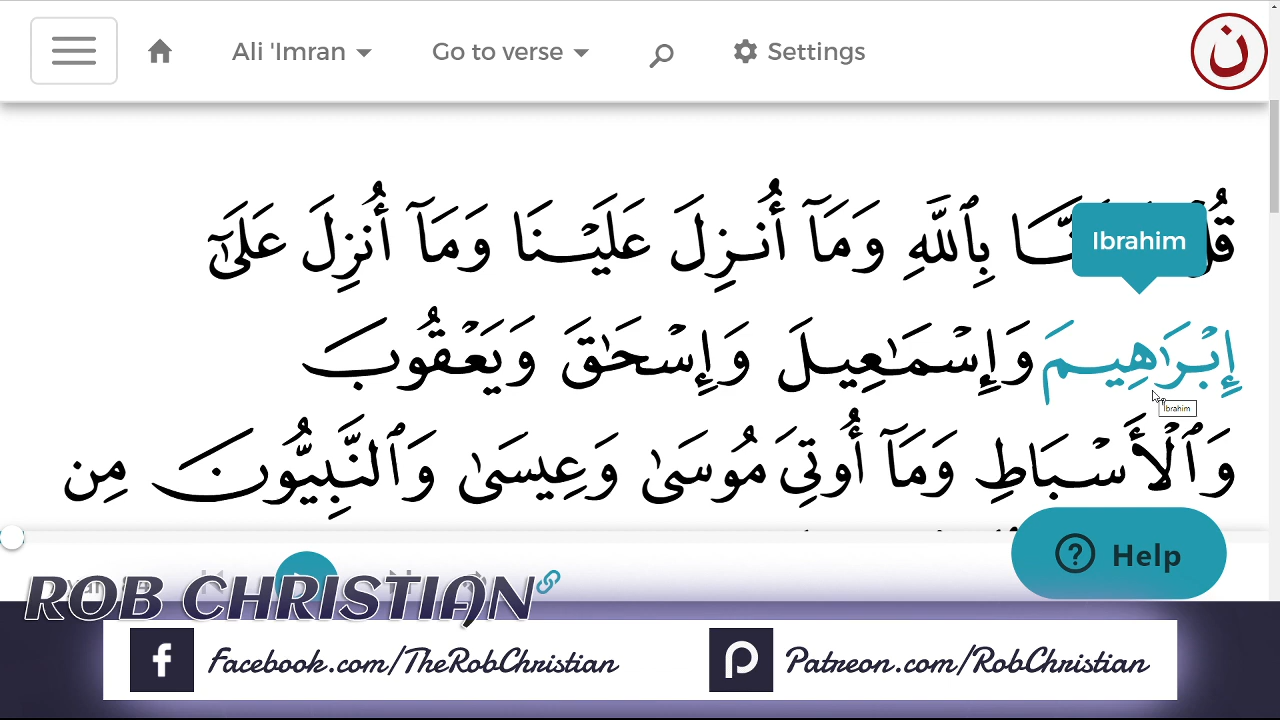 Ali 'Imran
Go to verse
Settings
ن
بِٱللَّهِ وَمَآ أُنزِلَ عَلَيْنَا وَمَآ أُنزِلَ عَلَىٰٓ
Ibrahim
إِبْرَٰهِيمَ وَإِسْمَـٰعِيلَ وَإِسْحَـٰقَ وَيَعْقُوبَ
Ibrahim
وَٱلْأَسْبَاطِ وَمَآ أُوتِىَ مُوسَىٰ وَعِيسَىٰ وَٱلنَّبِيُّونَ مِن
Help
ROB CHRISTIAN
Facebook.com/TheRobChristian
Patreon.com/RobChristian